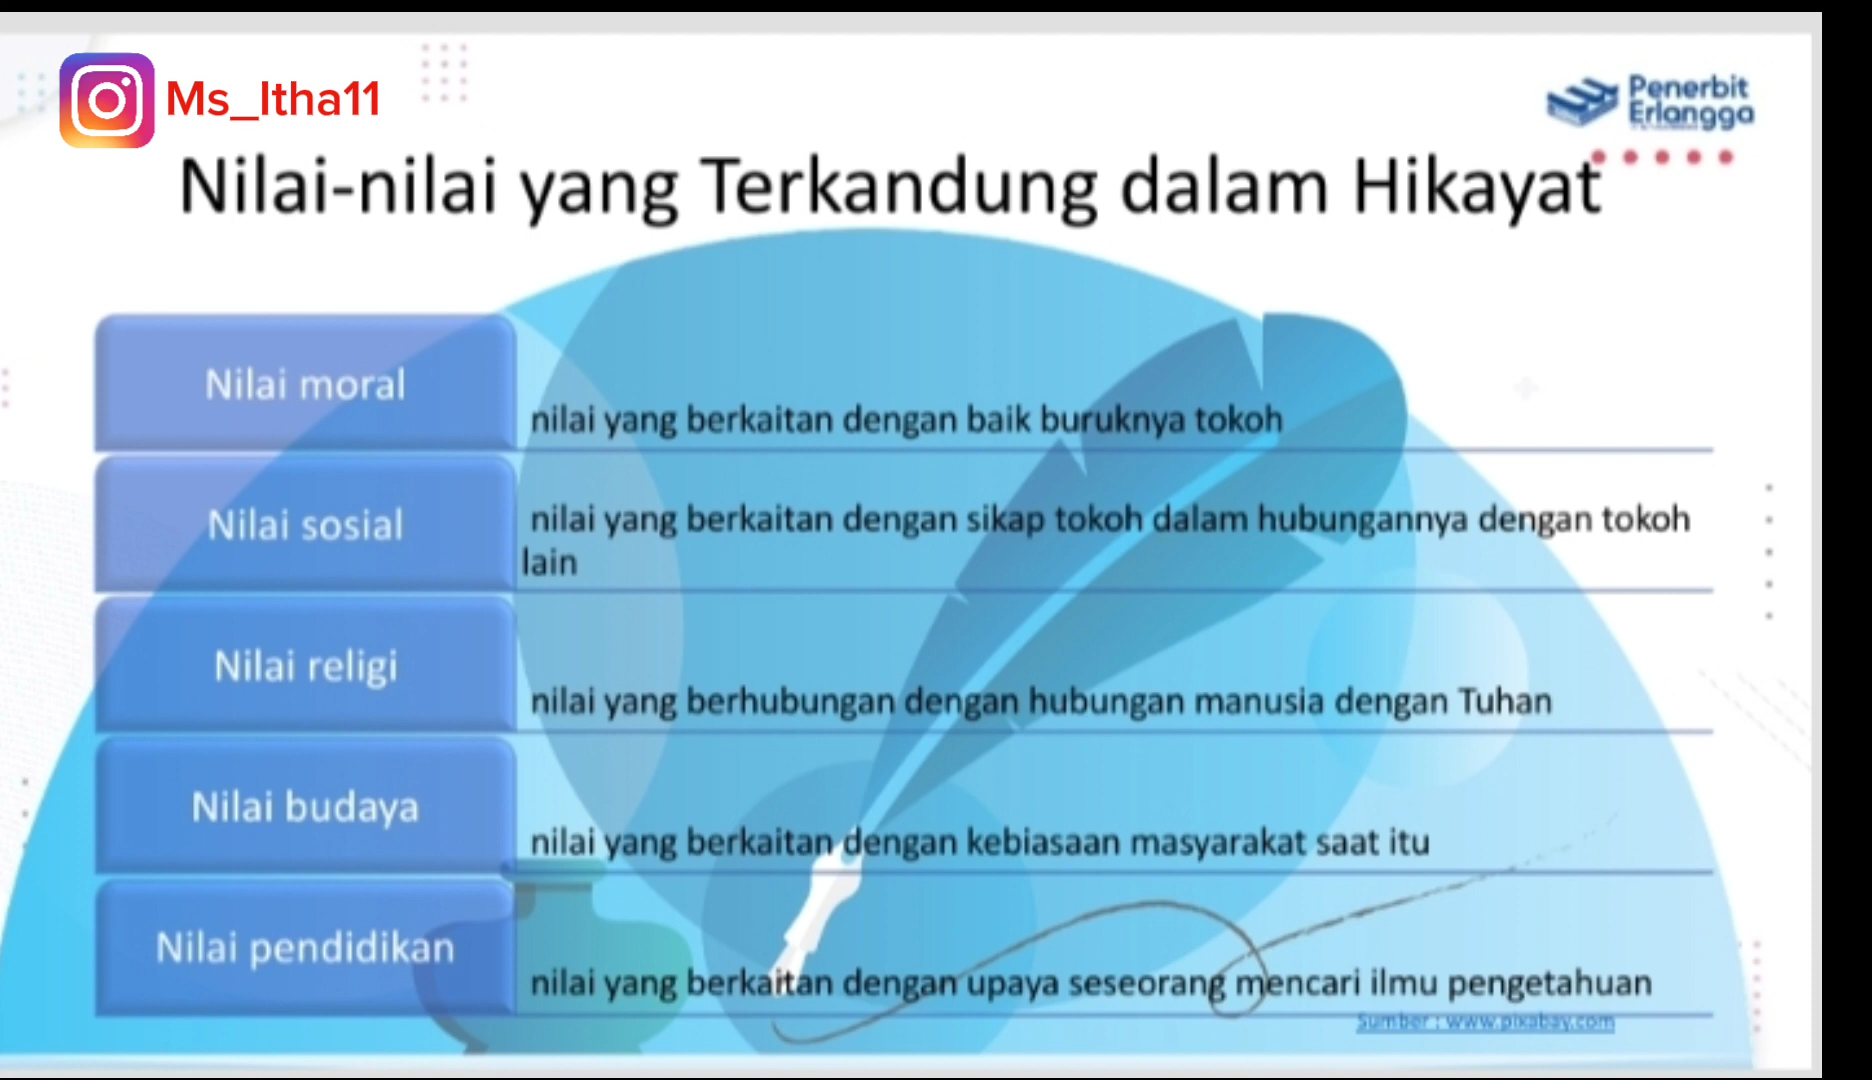 Ms_Itha11
Penerbit
Erlangga
Nilai-nilai yang Terkandung dalam Hikayat
Nilai moral
nilai yang berkaitan dengan baik buruknya tokoh
Nilai sosial
nilai yang berkaitan dengan sikap tokoh dalam hubungannya dengan tokoh
lain
Nilai religi
nilai yang berhubungan dengan hubungan manusia dengan Tuhan
Nilai budaya
nilai yang berkaitan dengan kebiasaan masyarakat saat itu
Nilai pendidikan
nilai yang berkaitan dengan upaya seseorang mencari ilmu pengetahuan
Sumber : www.pixabay.com